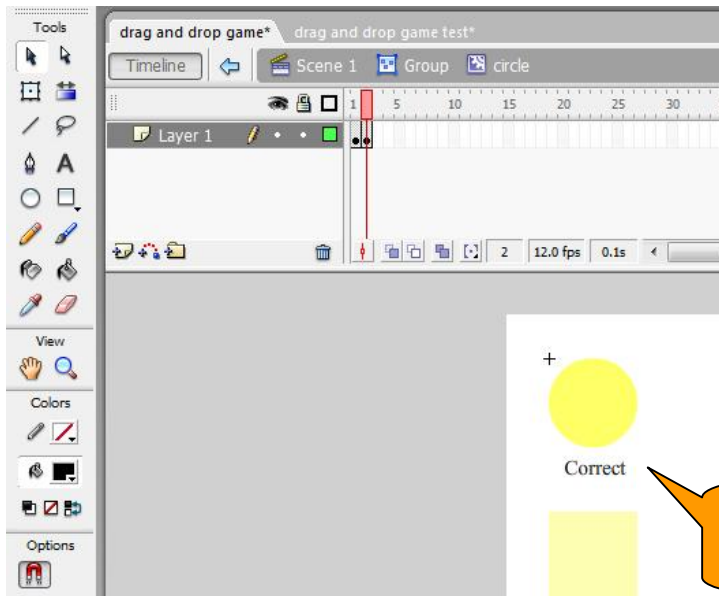 Tools
drag and drop game* drag and drop game test*
Timeline Scene 1 Group circle
1 5 10 15 20 25 30
Layer 1
A
2 12.0 fps 0.1s
View
Colors
Correct
Options